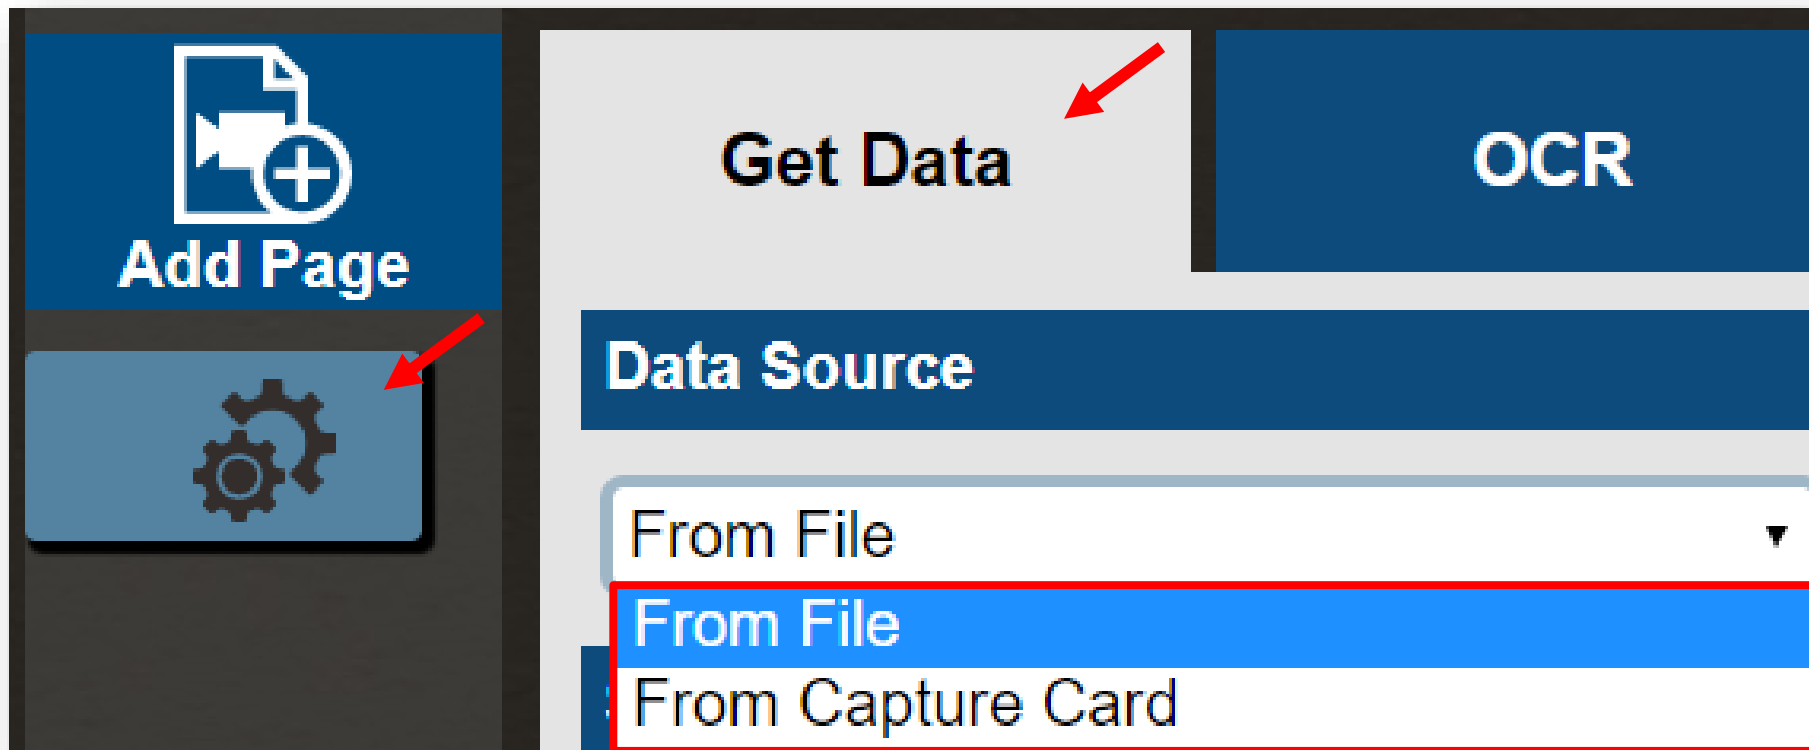 Add Page
Get Data
OCR
Data Source
From File
From File
From Capture Card